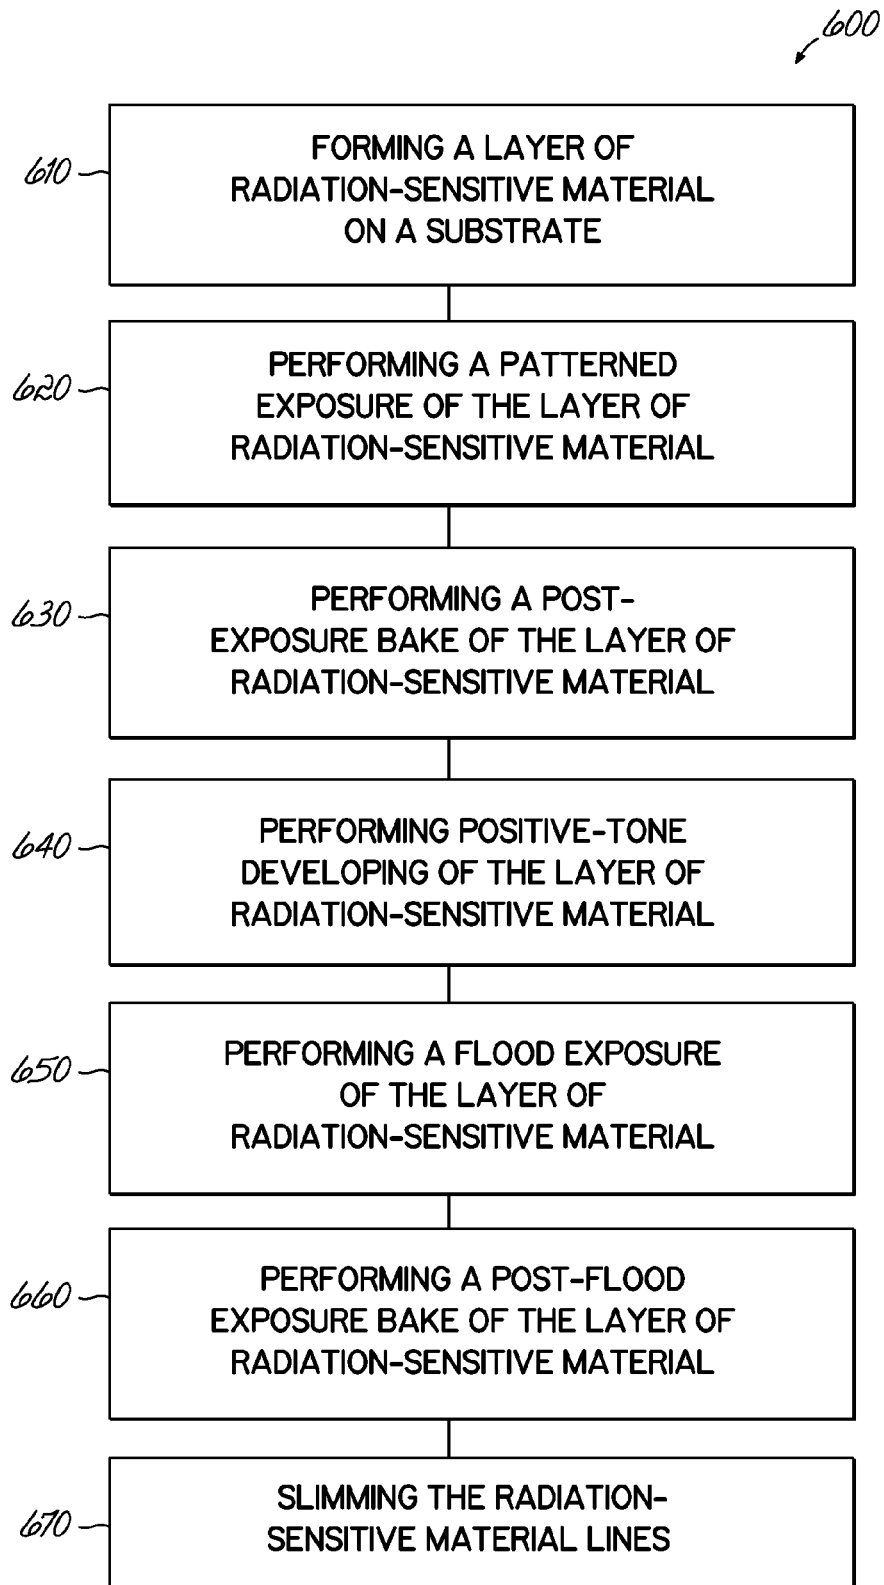 600
610
FORMING A LAYER OF
RADIATION-SENSITIVE MATERIAL
ON A SUBSTRATE
620
PERFORMING A PATTERNED
EXPOSURE OF THE LAYER OF
RADIATION-SENSITIVE MATERIAL
630
PERFORMING A POST-
EXPOSURE BAKE OF THE LAYER OF
RADIATION-SENSITIVE MATERIAL
640
PERFORMING POSITIVE-TONE
DEVELOPING OF THE LAYER OF
RADIATION-SENSITIVE MATERIAL
650
PERFORMING A FLOOD EXPOSURE
OF THE LAYER OF
RADIATION-SENSITIVE MATERIAL
660
PERFORMING A POST-FLOOD
EXPOSURE BAKE OF THE LAYER OF
RADIATION-SENSITIVE MATERIAL
670
SLIMMING THE RADIATION-
SENSITIVE MATERIAL LINES